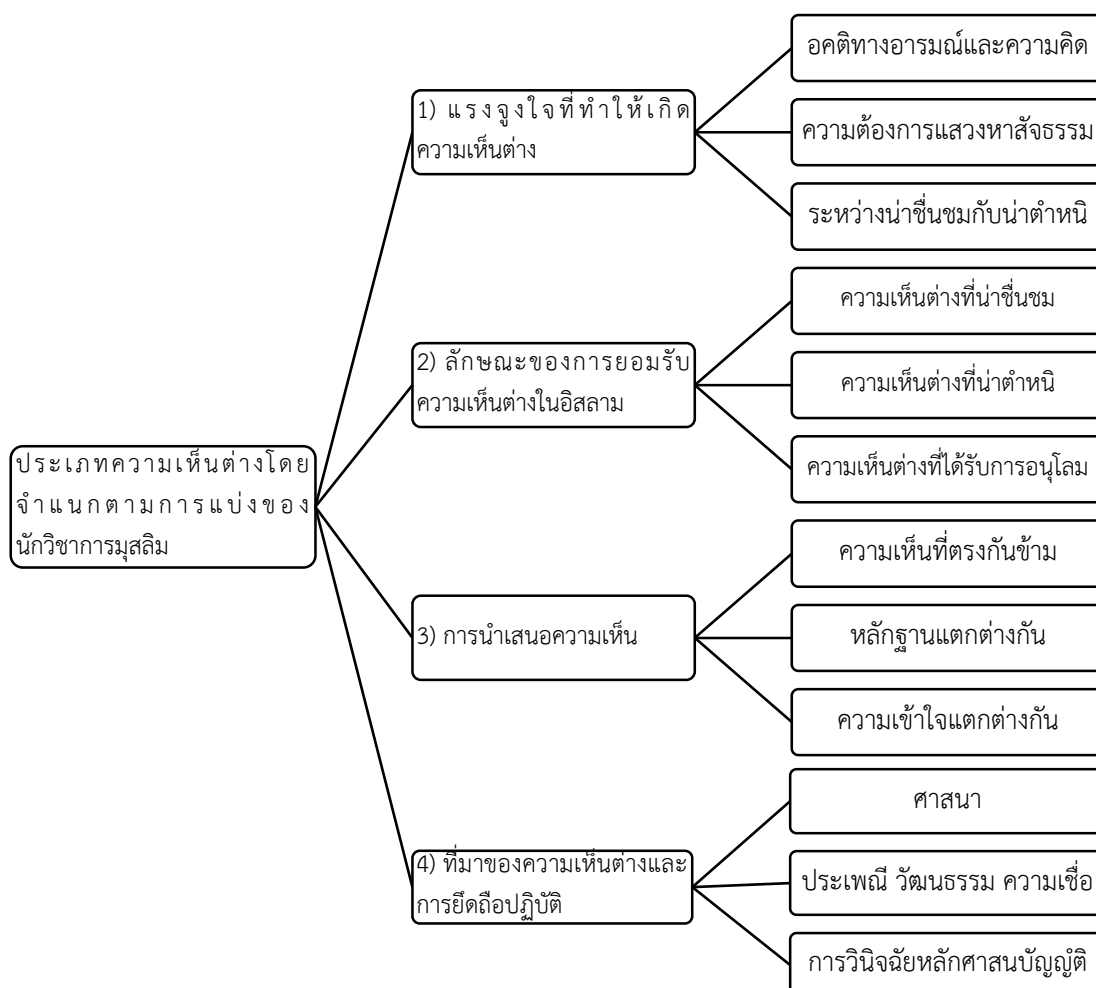 ประเภทความเห็นต่างโดย
จำแนกตามการแบ่งของ
นักวิชาการมุสลิม
1) แรงจูงใจที่ทำให้เกิด
ความเห็นต่าง
อคติทางอารมณ์และความคิด
ความต้องการแสวงหาสัจธรรม
ระหว่างน่าชื่นชมกับน่าตำหนิ
2) ลักษณะของการยอมรับ
ความเห็นต่างในอิสลาม
ความเห็นต่างที่น่าชื่นชม
ความเห็นต่างที่น่าตำหนิ
ความเห็นต่างที่ได้รับการอนุโลม
3) การนำเสนอความเห็น
ความเห็นที่ตรงกันข้าม
หลักฐานแตกต่างกัน
ความเข้าใจแตกต่างกัน
4) ที่มาของความเห็นต่างและ
การยึดถือปฏิบัติ
ศาสนา
ประเพณี วัฒนธรรม ความเชื่อ
การวินิจฉัยหลักศาสนบัญญํติ